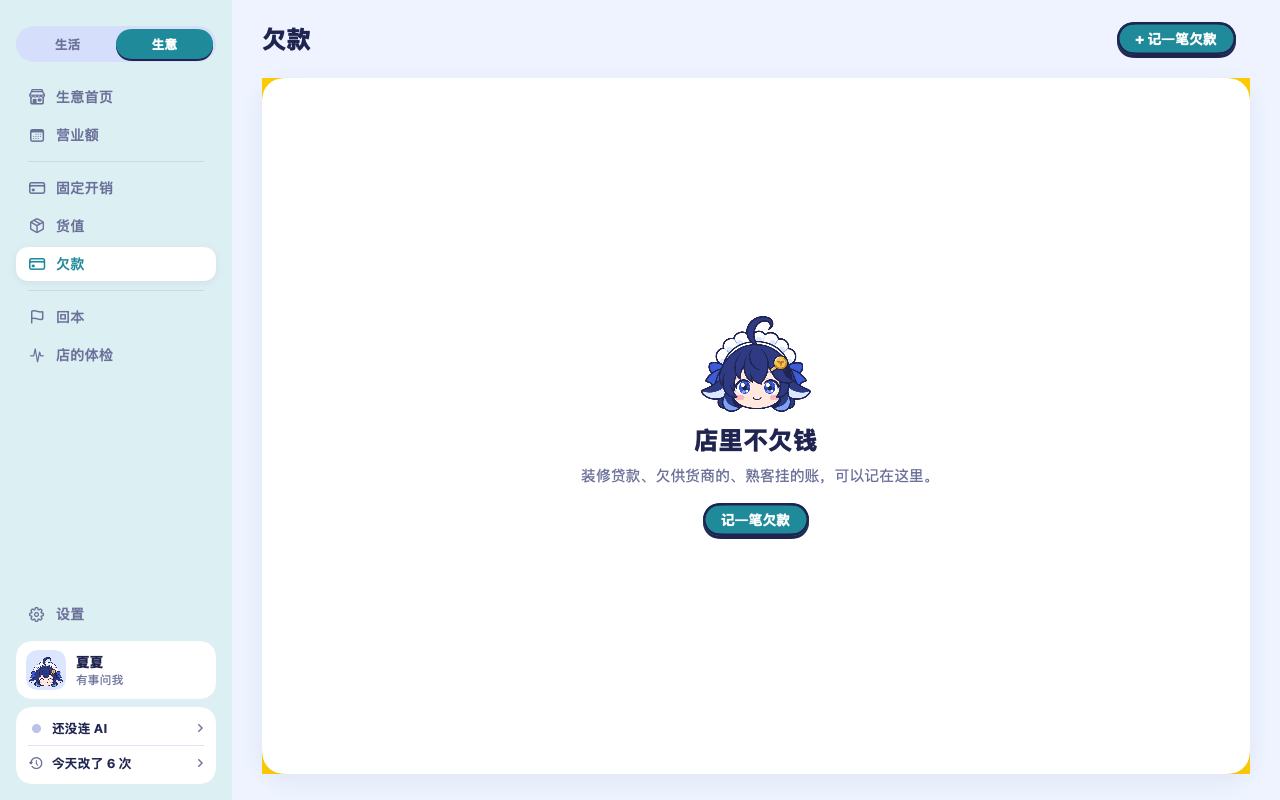 生活
生意
生意首页
营业额
固定开销
货值
欠款
回本
店的体检
设置
夏夏
有事问我
还没连 AI
今天改了 6 次
欠款
+ 记一笔欠款
店里不欠钱
装修贷款、欠供货商的、熟客挂的账，可以记在这里。
记一笔欠款